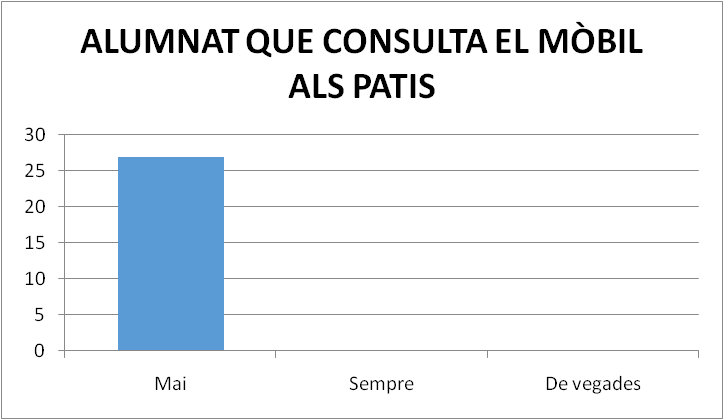 ALUMNAT QUE CONSULTA EL MÒBIL
ALS PATIS
30
25
20
15
10
5
0
Mai Sempre De vegades